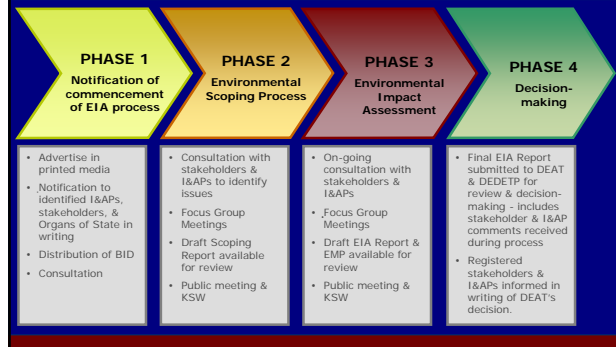 PHASE 1
Notification of
commencement
of EIA process
PHASE 2
Environmental
Scoping Process
PHASE 3
Environmental
Impact
Assessment
PHASE 4
Decision-
making
• Advertise in
printed media
• Notification to
identified I&APs,
stakeholders, &
Organs of State in
writing
• Distribution of BID
• Consultation
• Consultation with
stakeholders &
I&APs to identify
issues
• Focus Group
Meetings
• Draft Scoping
Report available
for review
• Public meeting &
KSW
• On-going
consultation with
stakeholders &
I&APs
• Focus Group
Meetings
• Draft EIA Report &
EMP available for
review
• Public meeting &
KSW
• Final EIA Report
submitted to DEAT
& DEDETP for
review & decision-
making - includes
stakeholder & I&AP
comments received
during process
• Registered
stakeholders &
I&APs informed in
writing of DEAT's
decision.